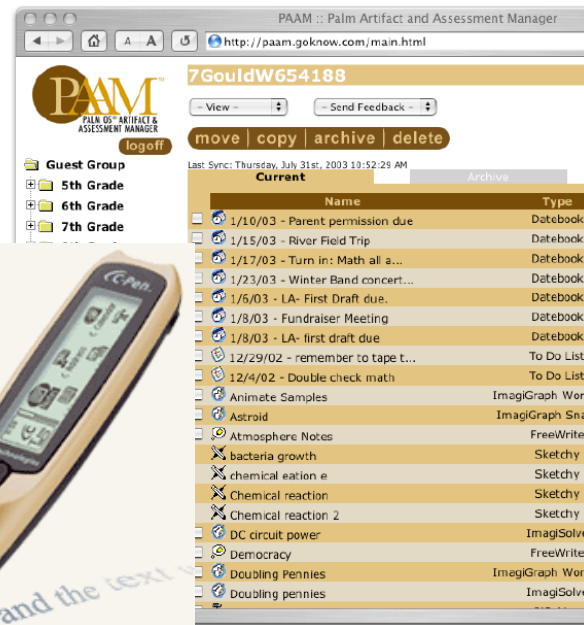 PAAM :: Palm Artifact and Assessment Manager
A A
http://paam.goknow.com/main.html
PAAM
PALM OS® ARTIFACT &
ASSESSMENT MANAGER
logoff
Guest Group
5th Grade
6th Grade
7th Grade
7GouldW654188
- View -
- Send Feedback -
move | copy | archive | delete
Last Sync: Thursday, July 31st, 2003 10:52:29 AM
Current Archive
Name Type
1/10/03 - Parent permission due Datebook
1/15/03 - River Field Trip Datebook
1/17/03 - Turn in: Math all a... Datebook
1/23/03 - Winter Band concert... Datebook
1/6/03 - LA- First Draft due. Datebook
1/8/03 - Fundraiser Meeting Datebook
1/8/03 - LA- first draft due Datebook
12/29/02 - remember to tape t... To Do List
12/4/02 - Double check math To Do List
Animate Samples ImagiGraph Wor
Astroid ImagiGraph Sna
Atmosphere Notes FreeWrite
bacteria growth Sketchy
chemical eation e Sketchy
Chemical reaction Sketchy
Chemical reaction 2 Sketchy
DC circuit power ImagiSolve
Democracy FreeWrite
Doubling Pennies ImagiGraph Wor
Doubling pennies ImagiSolve
C-Pen
and the text